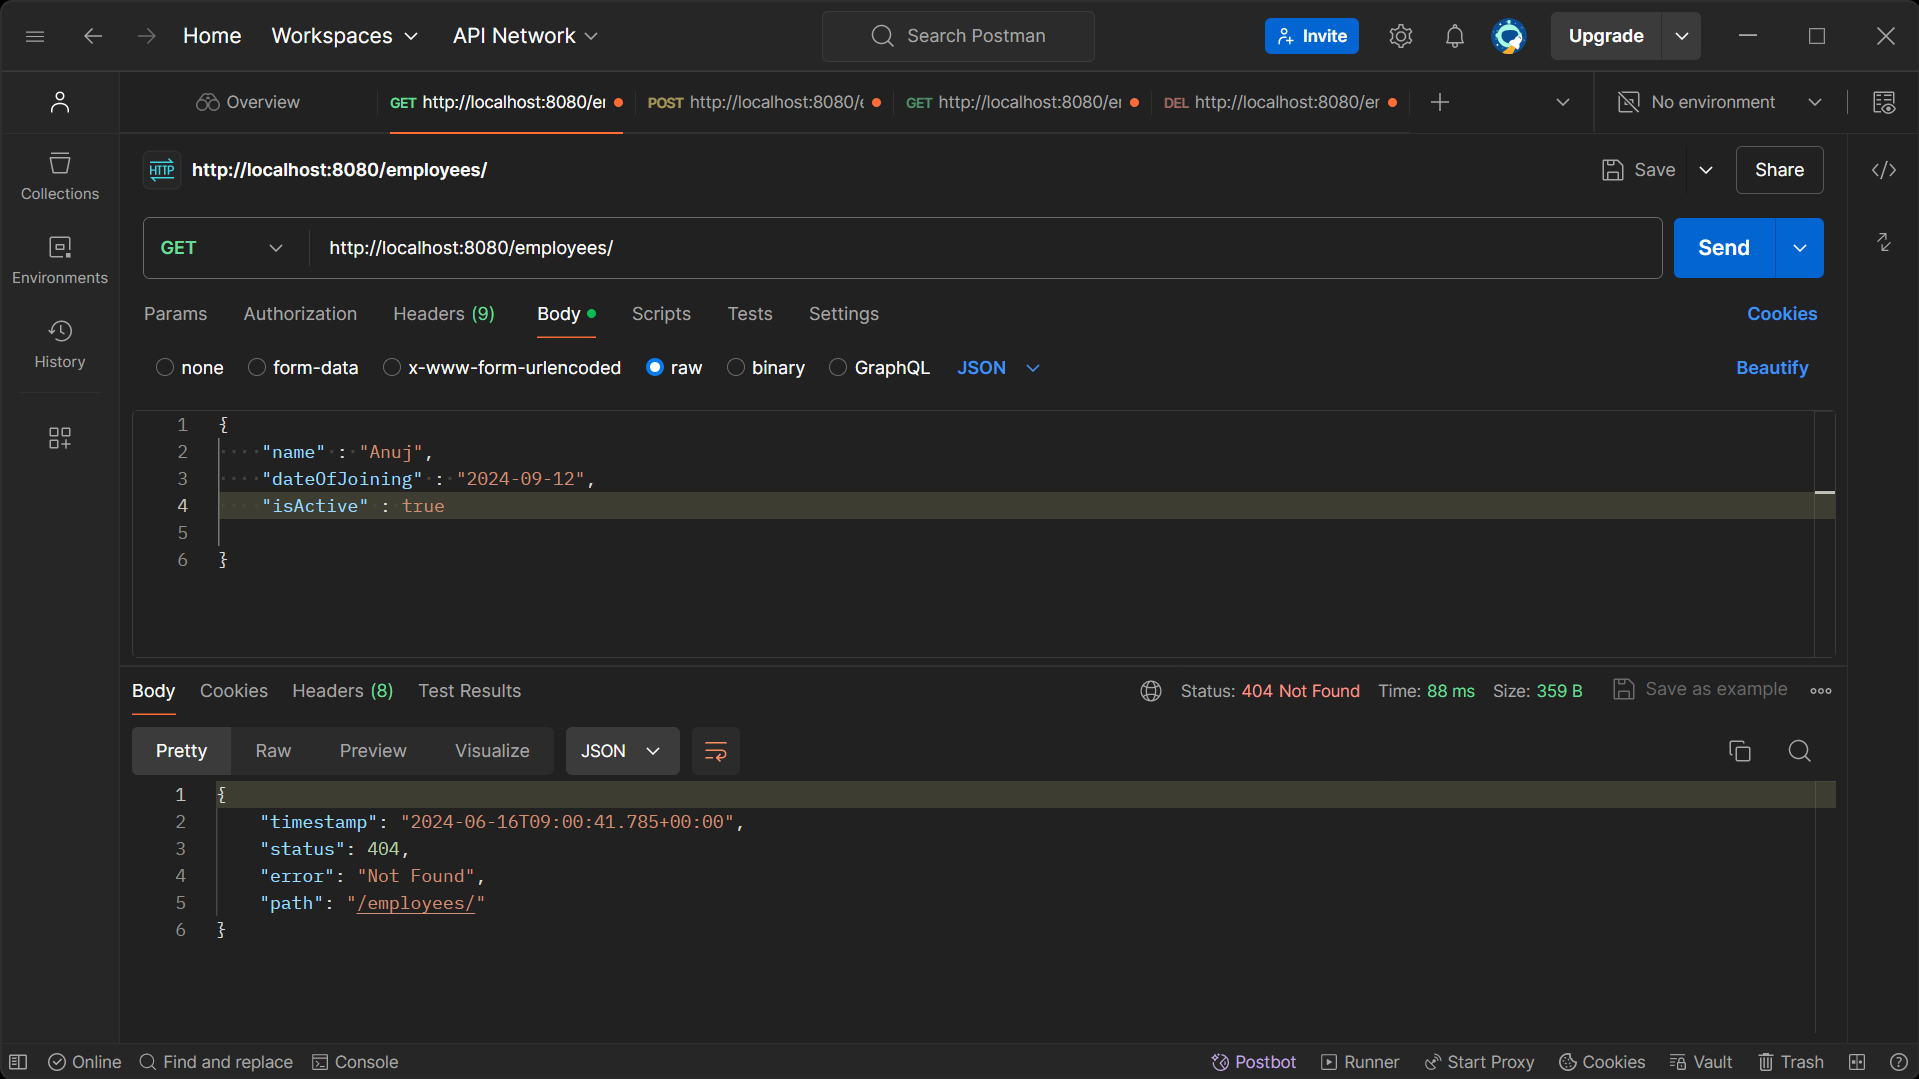 Home Workspaces API Network Search Postman Invite Upgrade
Overview GET http://localhost:8080/er POST http://localhost:8080/e GET http://localhost:8080/er DEL http://localhost:8080/er No environment
HTTP http://localhost:8080/employees/ Save Share
Collections
GET http://localhost:8080/employees/ Send
Environments
Params Authorization Headers (9) Body Scripts Tests Settings Cookies
History
none form-data x-www-form-urlencoded raw binary GraphQL JSON Beautify
1 {
2 "name" : "Anuj",
3 "dateOfJoining" : "2024-09-12",
4 "isActive" : true
5
6 }
Body Cookies Headers (8) Test Results Status: 404 Not Found Time: 88 ms Size: 359 B Save as example
Pretty Raw Preview Visualize JSON
1 {
2 "timestamp": "2024-06-16T09:00:41.785+00:00",
3 "status": 404,
4 "error": "Not Found",
5 "path": "/employees/"
6 }
Online Find and replace Console Postbot Runner Start Proxy Cookies Vault Trash